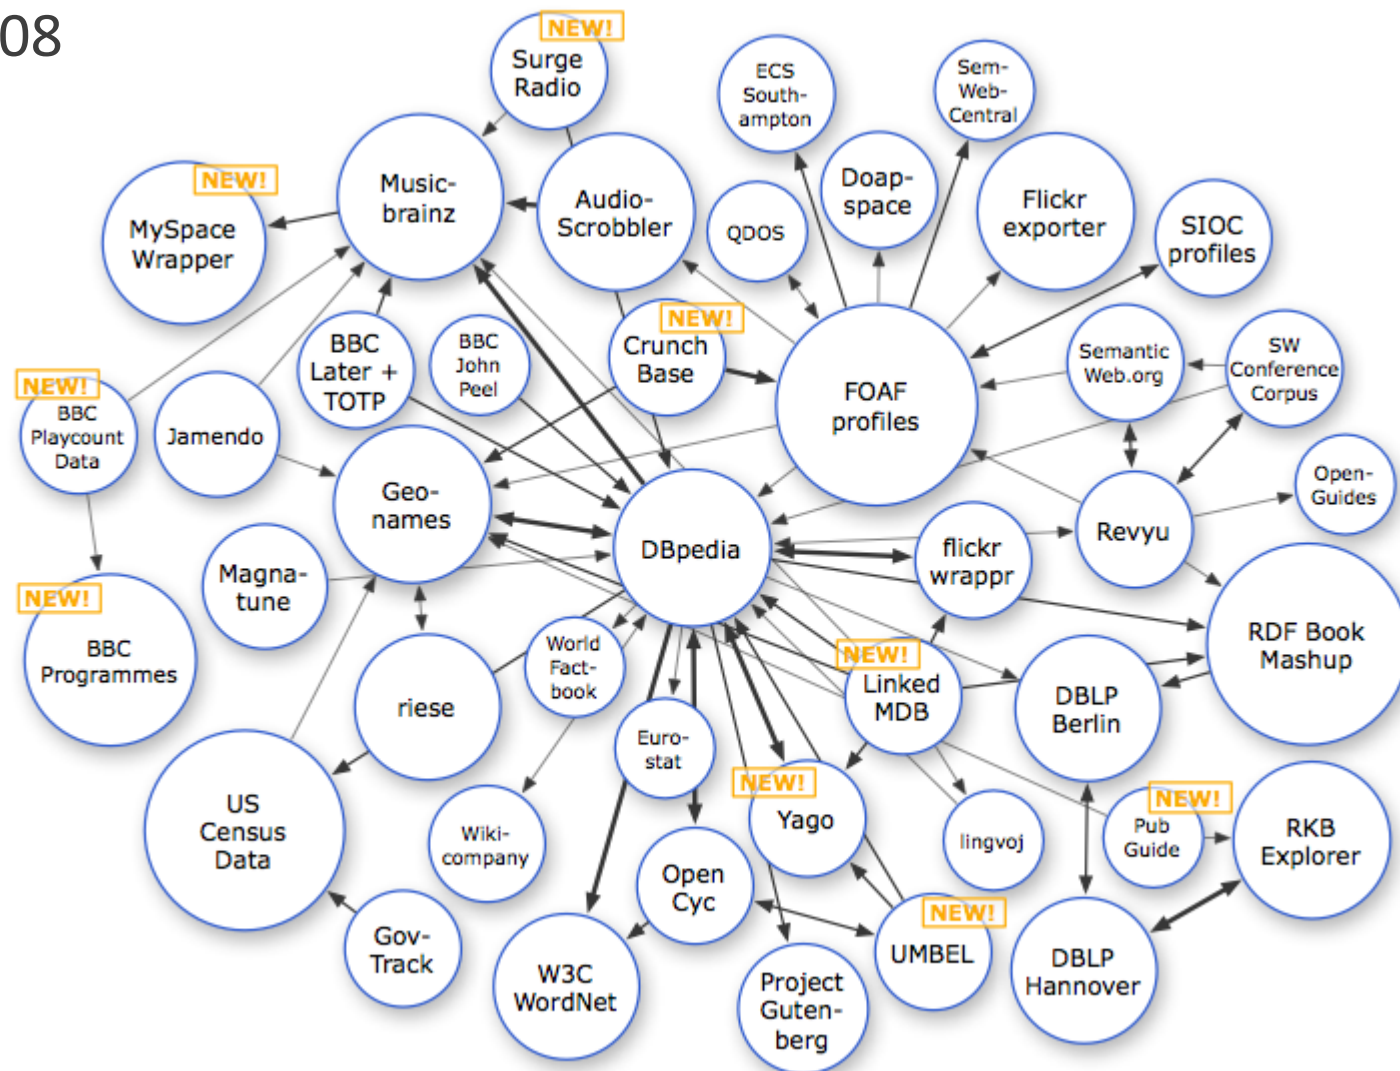 08
NEW!
Surge
Radio
ECS
South-
ampton
Sem-
Web-
Central
NEW!
MySpace
Wrapper
Music-
brainz
Audio-
Scrobbler
QDOS
Doap-
space
Flickr
exporter
SIOC
profiles
NEW!
BBC
Playcount
Data
Jamendo
BBC
Later +
TOTP
BBC
John
Peel
NEW!
Crunch
Base
FOAF
profiles
Semantic
Web.org
SW
Conference
Corpus
Open-
Guides
Geo-
names
DBpedia
flickr
wrappr
Revyu
Magna-
tune
NEW!
BBC
Programmes
riese
World
Fact-
book
NEW!
Linked
MDB
DBLP
Berlin
RDF Book
Mashup
US
Census
Data
Wiki-
company
Euro-
stat
NEW!
Yago
lingvoj
NEW!
Pub
Guide
RKB
Explorer
Gov-
Track
Open
Cyc
W3C
WordNet
Project
Guten-
berg
NEW!
UMBEL
DBLP
Hannover